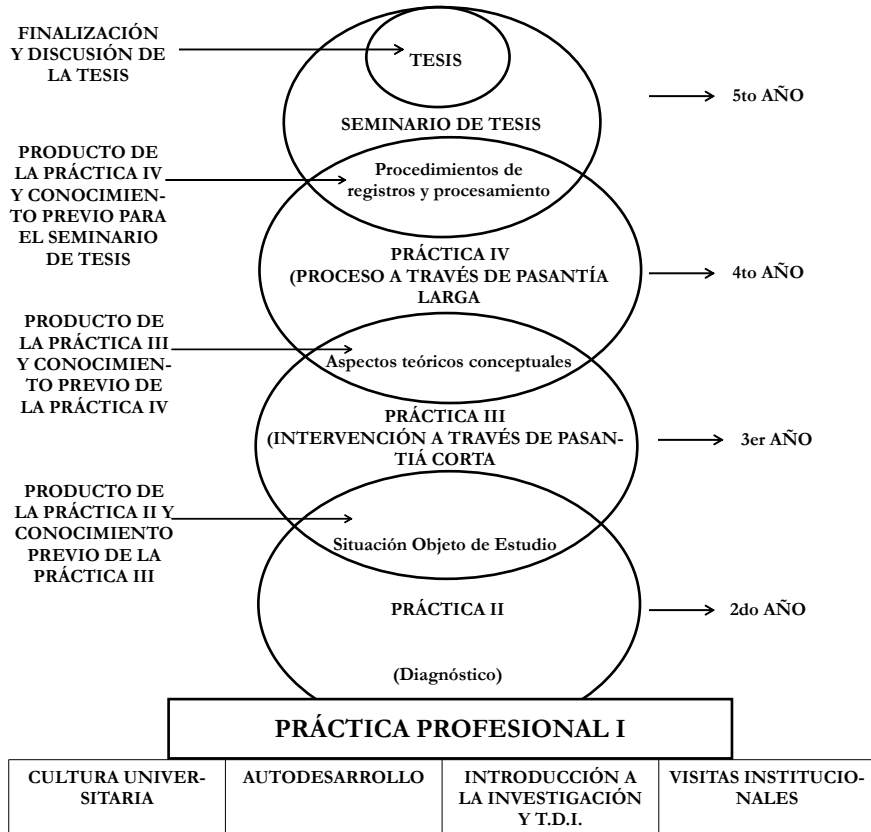 FINALIZACIÓN
Y DISCUSIÓN DE
LA TESIS
TESIS
5to AÑO
SEMINARIO DE TESIS
PRODUCTO DE
LA PRÁCTICA IV
Y CONOCIMIEN-
TO PREVIO PARA
EL SEMINARIO
DE TESIS
Procedimientos de
registros y procesamiento
PRÁCTICA IV
(PROCESO A TRAVÉS DE PASANTÍA
LARGA
4to AÑO
PRODUCTO DE
LA PRÁCTICA III
Y CONOCIMIEN-
TO PREVIO DE
LA PRÁCTICA IV
Aspectos teóricos conceptuales
PRÁCTICA III
(INTERVENCIÓN A TRAVÉS DE PASAN-
TIÁ CORTA
3er AÑO
PRODUCTO DE
LA PRÁCTICA II Y
CONOCIMIENTO
PREVIO DE LA
PRÁCTICA III
Situación Objeto de Estudio
PRÁCTICA II
2do AÑO
(Diagnóstico)
PRÁCTICA PROFESIONAL I
CULTURA UNIVER-
SITARIA
AUTODESARROLLO
INTRODUCCIÓN A
LA INVESTIGACIÓN
Y T.D.I.
VISITAS INSTITUCIO-
NALES